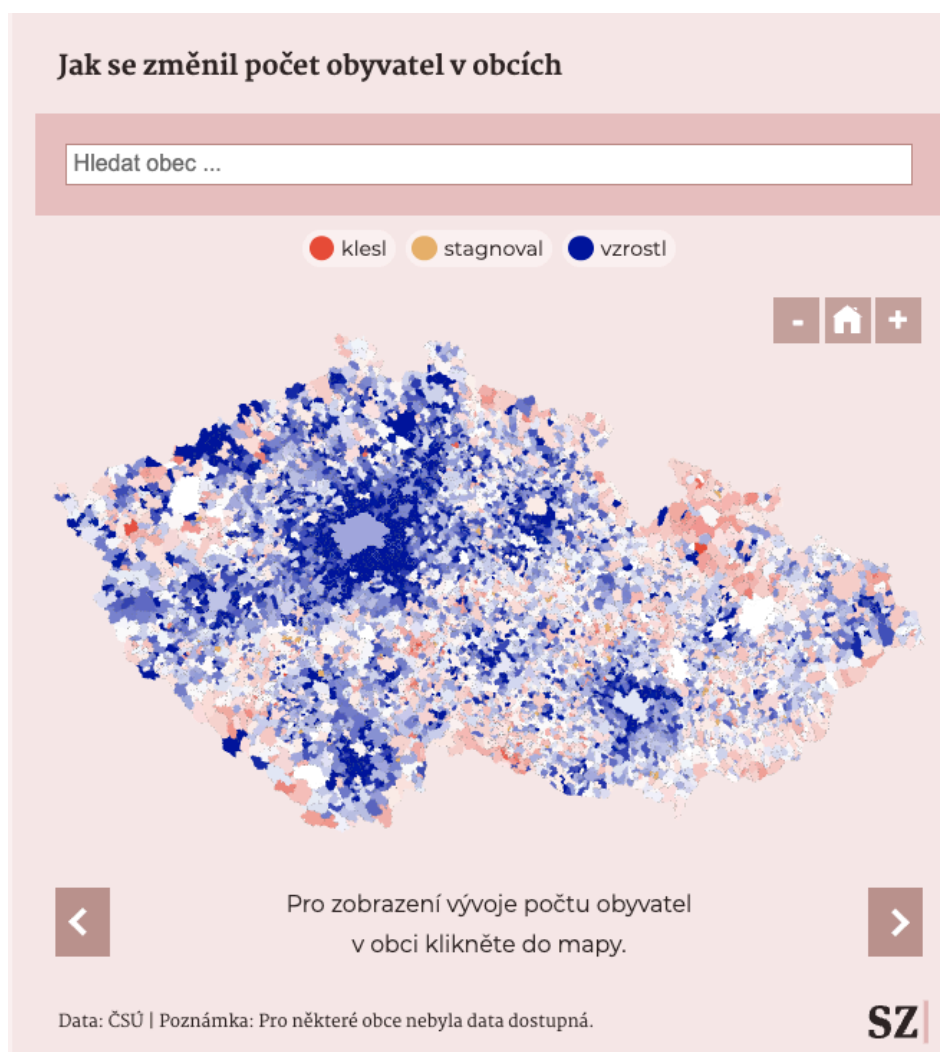 Jak se změnil počet obyvatel v obcích
Hledat obec ...
klesl stagnoval vzrostl
- +
Pro zobrazení vývoje počtu obyvatel
v obci klikněte do mapy.
Data: ČSÚ | Poznámka: Pro některé obce nebyla data dostupná.
SZ